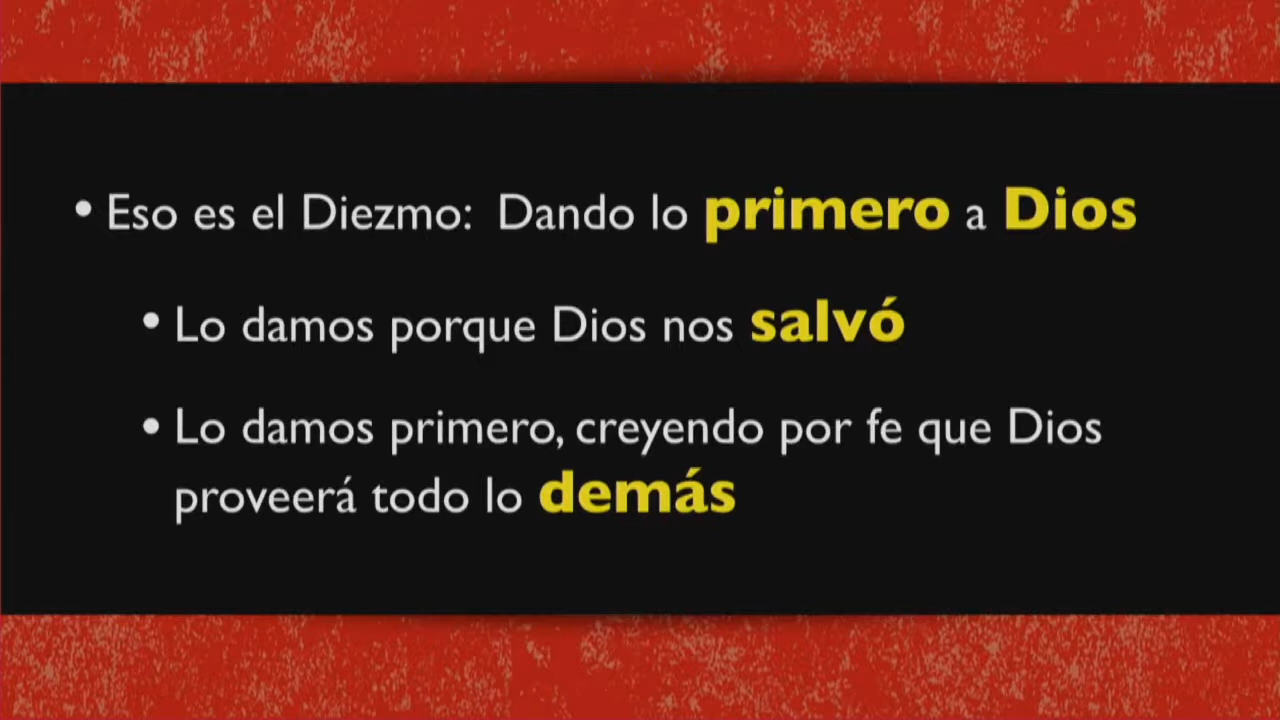 • Eso es el Diezmo: Dando lo primero a Dios
• Lo damos porque Dios nos salvó
• Lo damos primero, creyendo por fe que Dios
proveerá todo lo demás